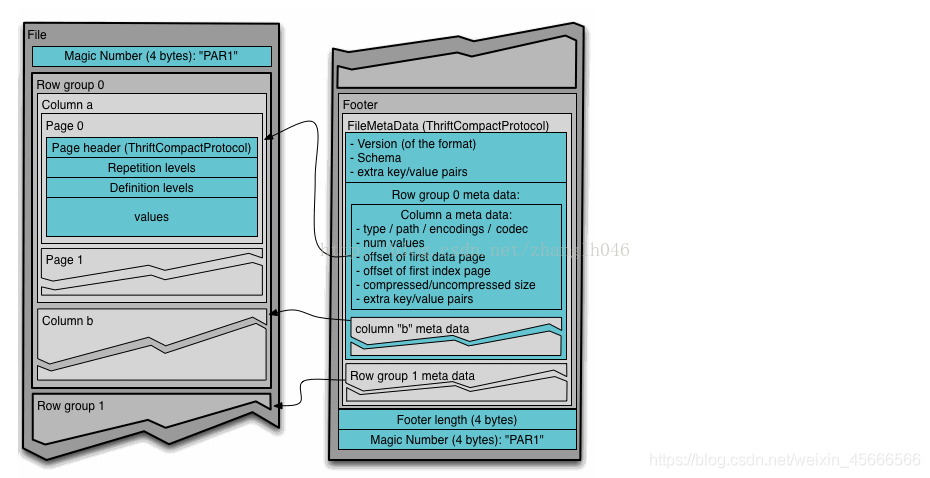 File
Magic Number (4 bytes): "PAR1"
Row group 0
Column a
Page 0
Page header (ThriftCompactProtocol)
Repetition levels
Definition levels
values
Page 1
Column b
Row group 1
Footer
FileMetaData (ThriftCompactProtocol)
- Version (of the format)
- Schema
- extra key/value pairs
Row group 0 meta data:
Column a meta data:
- type / path / encodings / codec
- num values
- offset of first data page
- offset of first index page
- compressed/uncompressed size
- extra key/value pairs
column "b" meta data
Row group 1 meta data
Footer length (4 bytes)
Magic Number (4 bytes): "PAR1"
https://blog.csdn.net/weixin_45666566